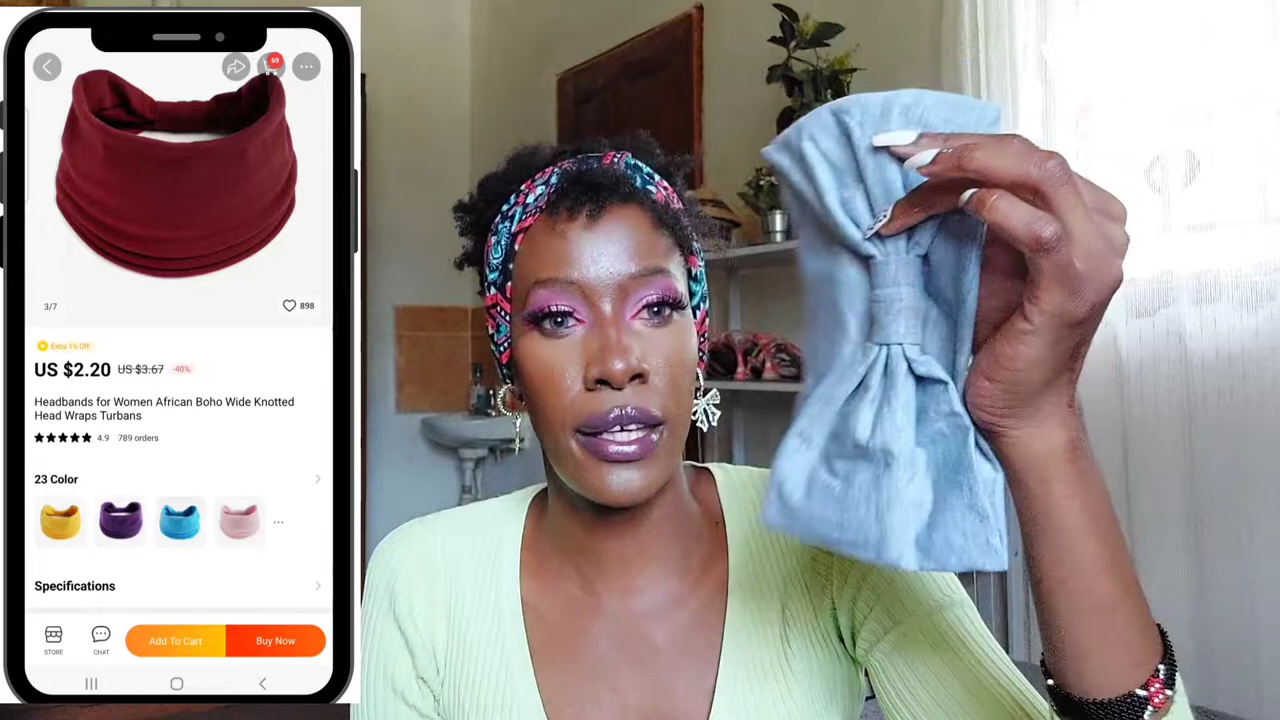 69
3/7
898
Extra 1% Off
US $2.20 US $3.67 -40%
Headbands for Women African Boho Wide Knotted
Head Wraps Turbans
4.9 789 orders
23 Color
...
Specifications
STORE
CHAT
Add To Cart
Buy Now